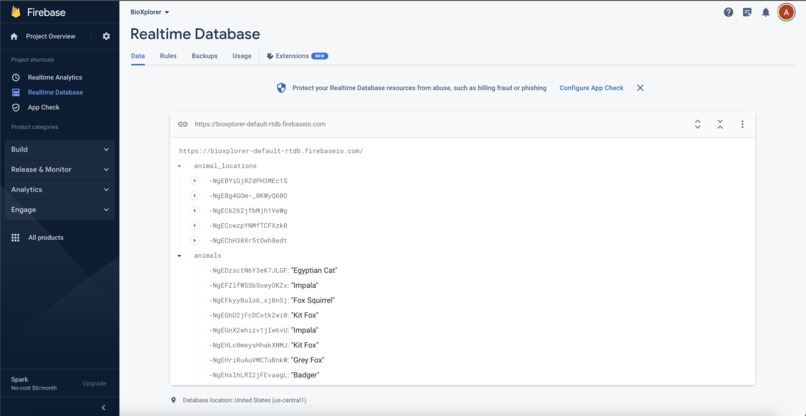 Firebase
BioXplorer
A
Project Overview
Realtime Database
Data Rules Backups Usage Extensions NEW
Project shortcuts
Realtime Analytics
Realtime Database
App Check
Product categories
Build
Release & Monitor
Analytics
Engage
All products
Protect your Realtime Database resources from abuse, such as billing fraud or phishing Configure App Check
https://bioxplorer-default-rtdb.firebaseio.com
https://bioxplorer-default-rtdb.firebaseio.com/
animal_locations
-NgEBYiGjRZdPH3MEc1S
-NgEBg4GOm-_0KWyQ60O
-NgEC6262jfbMjh1VeWg
-NgECcwzpYNMfTCFXzk0
-NgEChH30Xr5tOwh8edt
animals
-NgEDzsctN6Y3eK7JLGF: "Egyptian Cat"
-NgEFZlfWSSbSoeyOKZx: "Impala"
-NgEFkyyBulo6_sjBnSj: "Fox Squirrel"
-NgEGhD2jFcDCxtk2wi0: "Kit Fox"
-NgEGnX2whizv1jIw6vU: "Impala"
-NgEHLc0meysHhakXNMJ: "Kit Fox"
-NgEHriRuAuVMCTuBnkW: "Grey Fox"
-NgEHxlhLRI2jFEvaagL: "Badger"
Spark
No-cost $0/month
Upgrade
Database location: United States (us-central1)